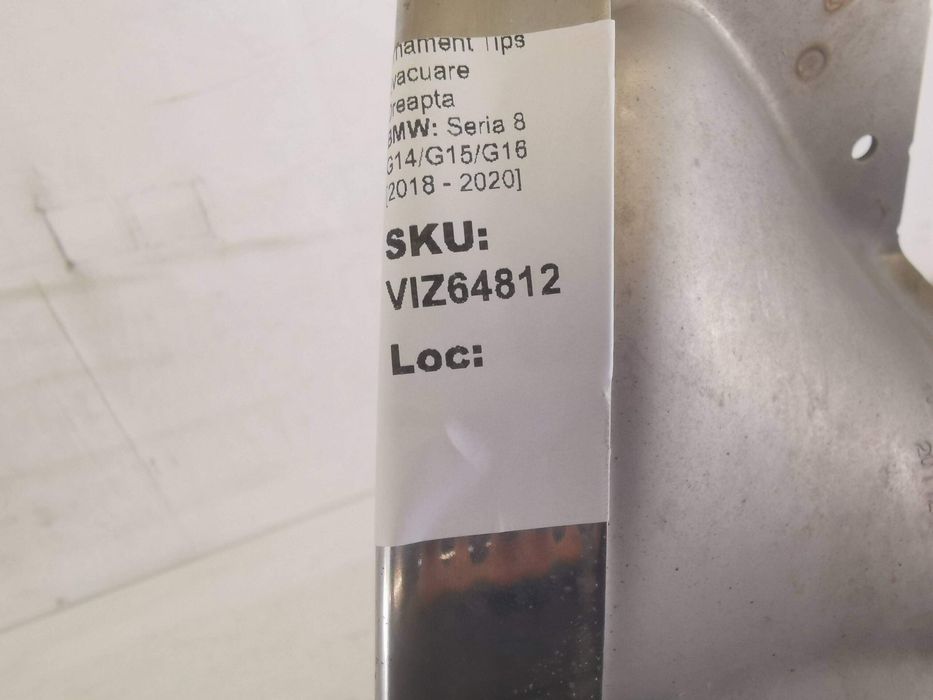 nament Tips
vacuare
reapta
BMW: Seria 8
G14/G15/G16
[2018 - 2020]
SKU:
VIZ64812
Loc: